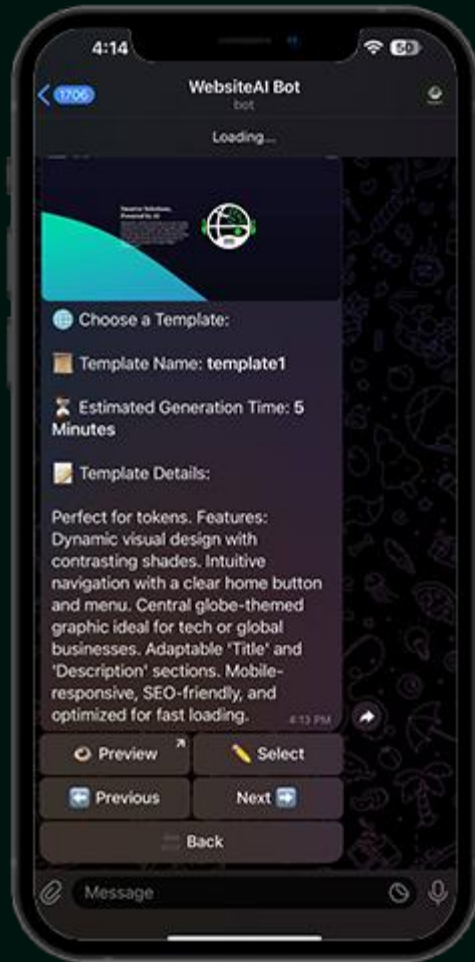 4:14
50
1706
WebsiteAI Bot
bot
Loading...
Powered by AI
🌐 Choose a Template:
Template Name: template1
⏳ Estimated Generation Time: 5
Minutes
📝 Template Details:
Perfect for tokens. Features:
Dynamic visual design with
contrasting shades. Intuitive
navigation with a clear home button
and menu. Central globe-themed
graphic ideal for tech or global
businesses. Adaptable 'Title' and
'Description' sections. Mobile-
responsive, SEO-friendly, and
optimized for fast loading.
4:13 PM
Preview
✏️ Select
⬅️ Previous
Next ➡️
Back
Message